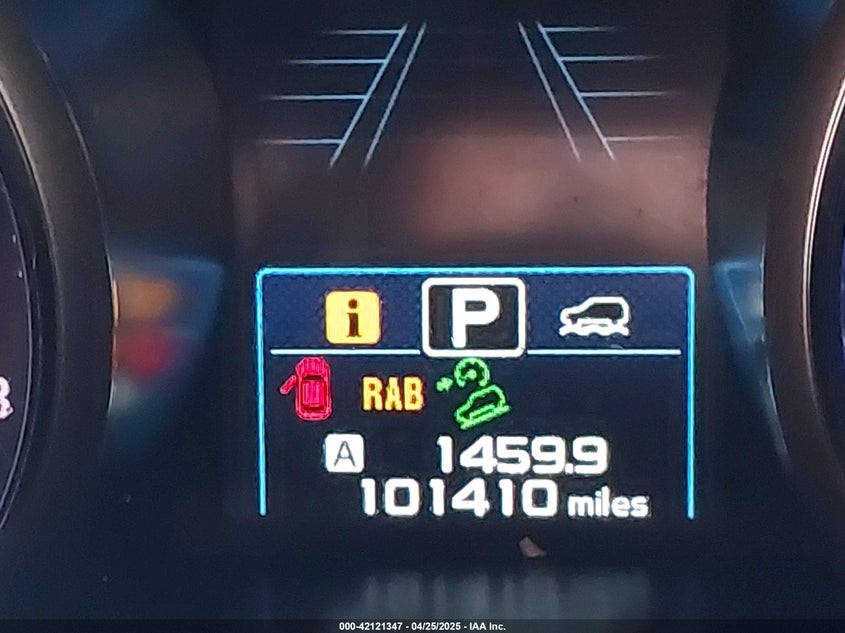 i P
RAB
A 1459.9
101410 miles
000-42121347 - 04/25/2025 - IAA Inc.